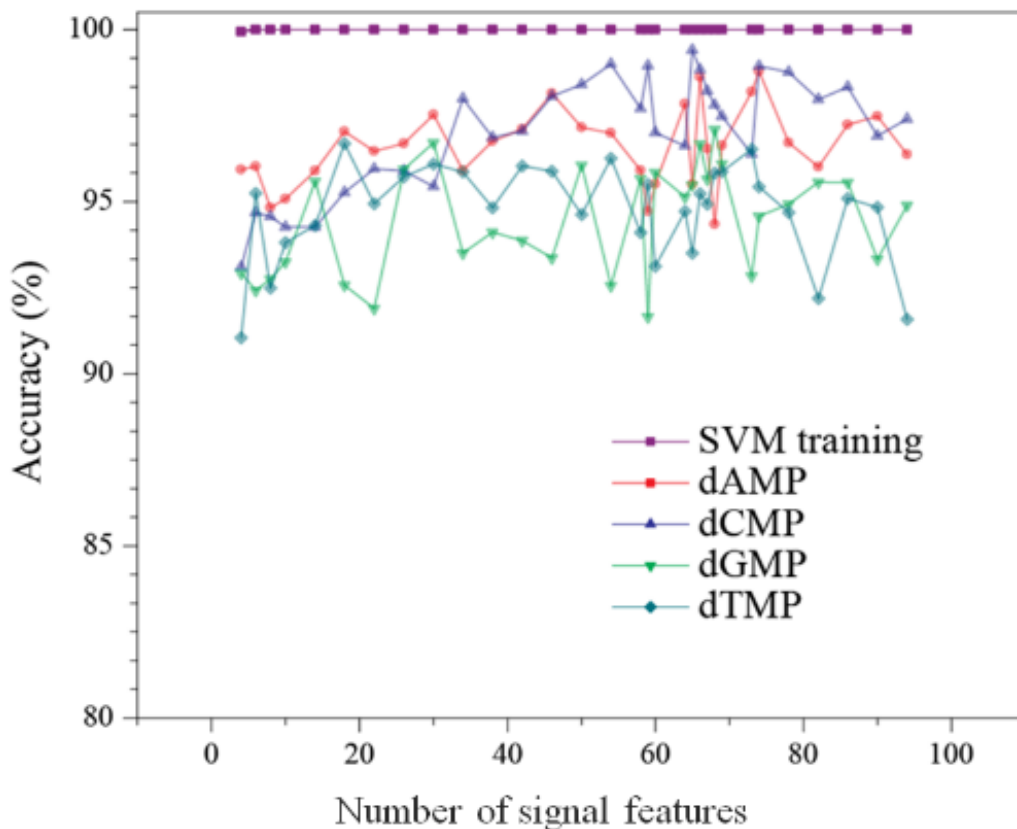 100
95
90
85
80
Accuracy (%)
SVM training
dAMP
dCMP
dGMP
dTMP
0 20 40 60 80 100
Number of signal features